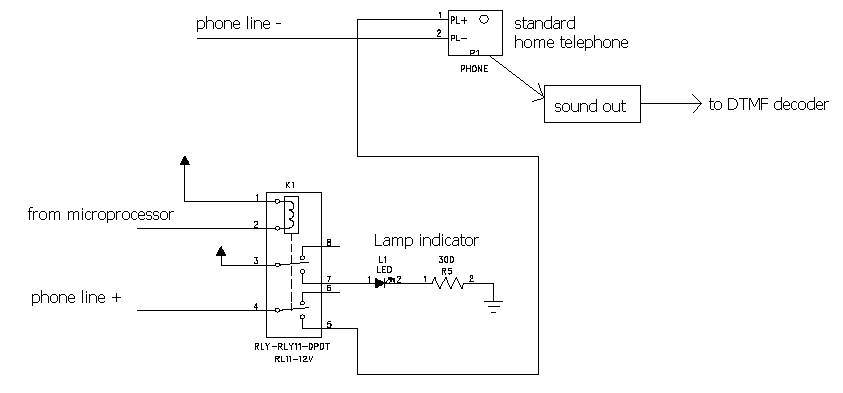 phone line -
1
PL+
2
PL-
P1
PHONE
standard
home telephone
sound out
to DTMF decoder
K1
1
from microprocessor
2
8
3
Lamp indicator
L1
LED
300
R5
7
1
2
1
2
6
phone line +
4
5
RLY-RLY11-DPDT
RL11-12V